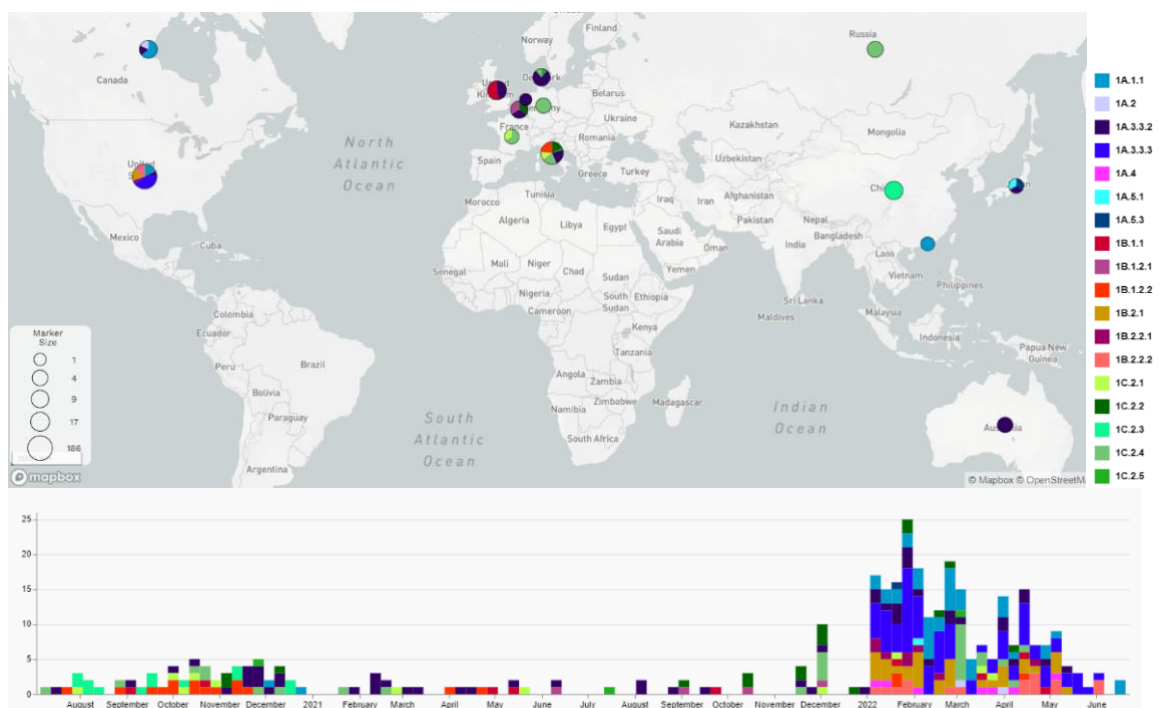 Russia
Finland
Norway
Canada
Belarus
Ukraine
Kazakhstan
Mongolia
France
Romania
North
Atlantic
Ocean
Spain
Greece
Turkey
Uzbekistan
Tunisia
Morocco
Iraq
Iran
Afghanistan
Algeria
Libya
Egypt
Pakistan
Nepal
Mexico
Cuba
Saudi
Arabia
Bangladesh
India
Oman
Laos
Mali
Niger
Chad
Sudan
Yemen
Vietnam
Senegal
Philippines
Nigeria
South
Sudan
Ethiopia
Sri Lanka
Cameroon
Maldives
Malaysia
Colombia
Kenya
Ecuador
Indonesia
Papua New
Guinea
Tanzania
Peru
Brazil
Angola
Zambia
Bolivia
Namibia
Zimbabwe
Madagascar
Paraguay
South
Atlantic
Ocean
Indian
Ocean
South Africa
Argentina
Marker
Size
1
4
9
17
186
mapbox
© Mapbox © OpenStreetM
1A.1.1
1A.2
1A.3.3.2
1A.3.3.3
1A.4
1A.5.1
1A.5.3
1B.1.1
1B.1.2.1
1B.1.2.2
1B.2.1
1B.2.2.1
1B.2.2.2
1C.2.1
1C.2.2
1C.2.3
1C.2.4
1C.2.5
25
20
15
10
5
0
August September October November December 2021 February March April May June July August September October November December 2022 February March April May June